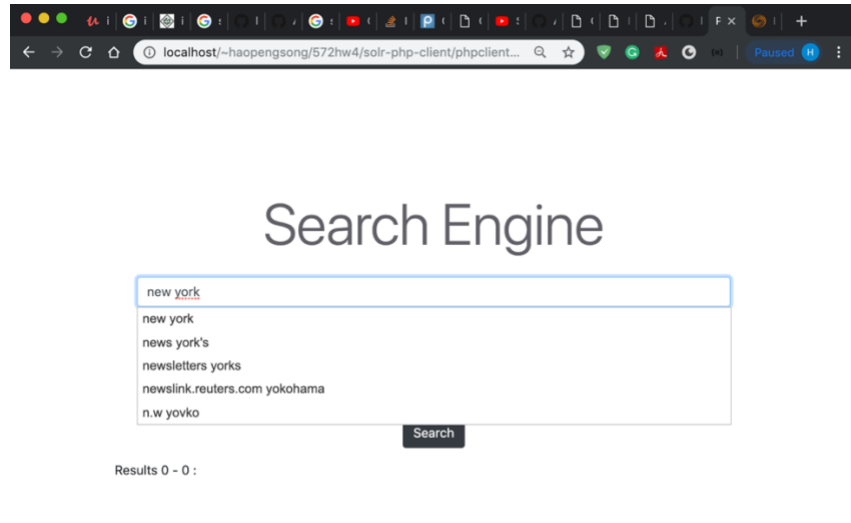 localhost/~haopengsong/572hw4/solr-php-client/phpclient...
Paused H
Search Engine
new york
new york
news york's
newsletters yorks
newslink.reuters.com yokohama
n.w yovko
Search
Results 0 - 0 :